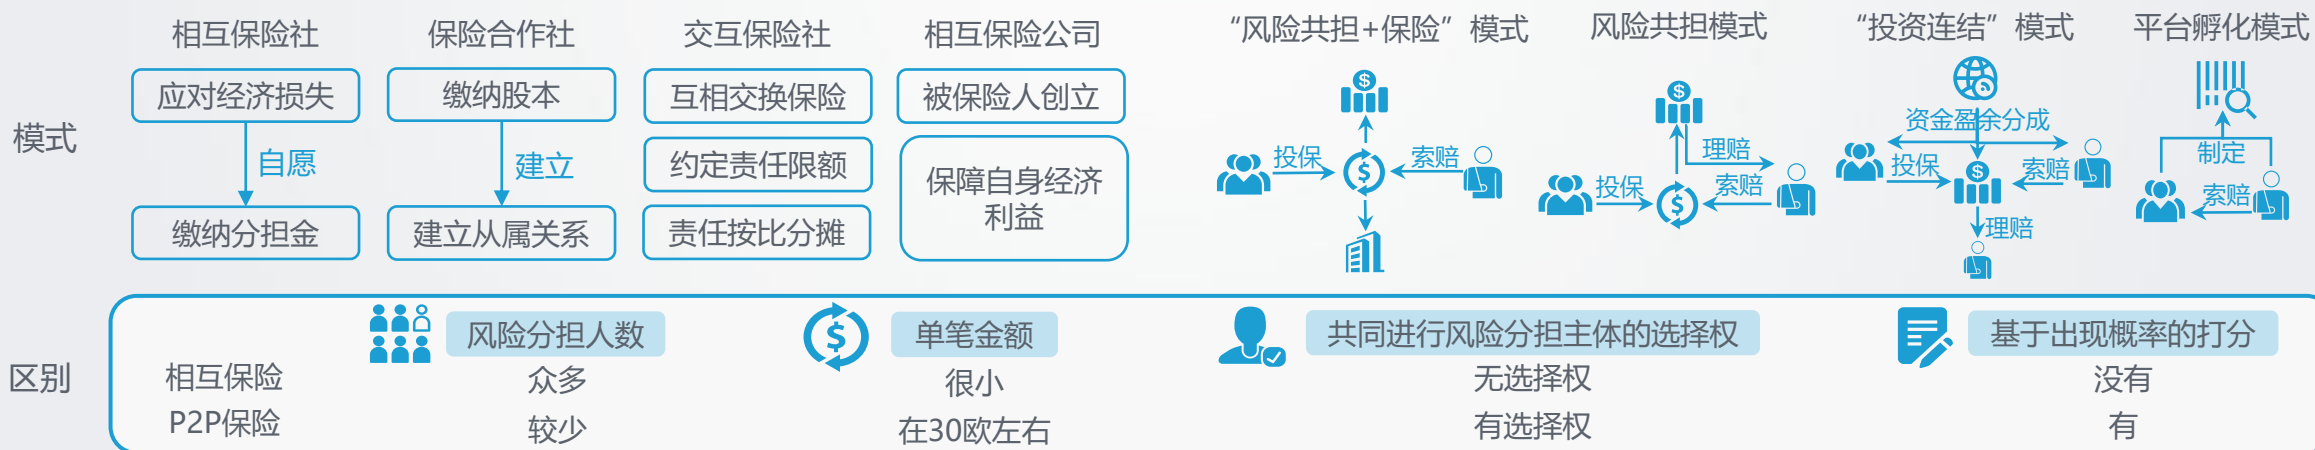 模式
相互保险社
应对经济损失
自愿
缴纳分担金
保险合作社
缴纳股本
建立
建立从属关系
交互保险社
互相交换保险
约定责任限额
责任按比分摊
相互保险公司
被保险人创立
保障自身经济
利益
“风险共担+保险”模式
投保
索赔
风险共担模式
理赔
投保
索赔
“投资连结”模式
资金盈余分成
投保
索赔
理赔
平台孵化模式
制定
索赔
区别
风险分担人数
单笔金额
共同进行风险分担主体的选择权
基于出现概率的打分
相互保险
众多
很小
无选择权
没有
P2P保险
较少
在30欧左右
有选择权
有